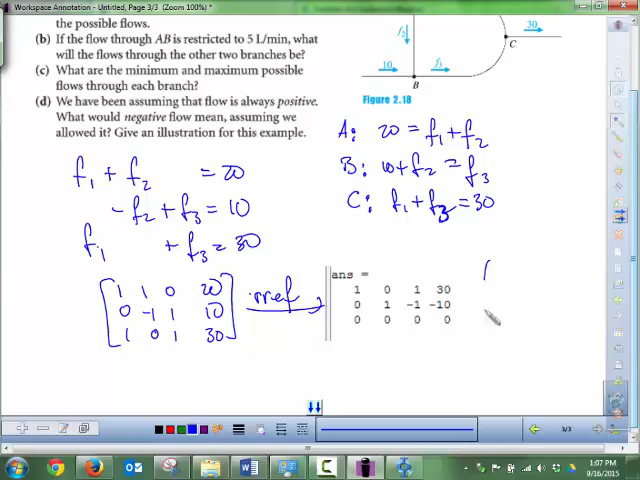 Workspace Annotation - Untitled, Page 3/3 (Zoom 100%) *
the possible flows.
(b) If the flow through AB is restricted to 5 L/min, what
will the flows through the other two branches be?
(c) What are the minimum and maximum possible
flows through each branch?
(d) We have been assuming that flow is always positive.
What would negative flow mean, assuming we
allowed it? Give an illustration for this example.
f2
10
f3
B
30
C
Figure 2.18
A: 20 = f1 + f2
B: 10 + f2 = f3
C: f1 + f3 = 30
f1 + f2 = 20
- f2 + f3 = 10
f1 + f3 = 30
1 1 0 20
0 -1 1 10
1 0 1 30
rref
ans =
1 0 1 30
0 1 -1 -10
0 0 0 0
3/3
1:07 PM
9/16/2015